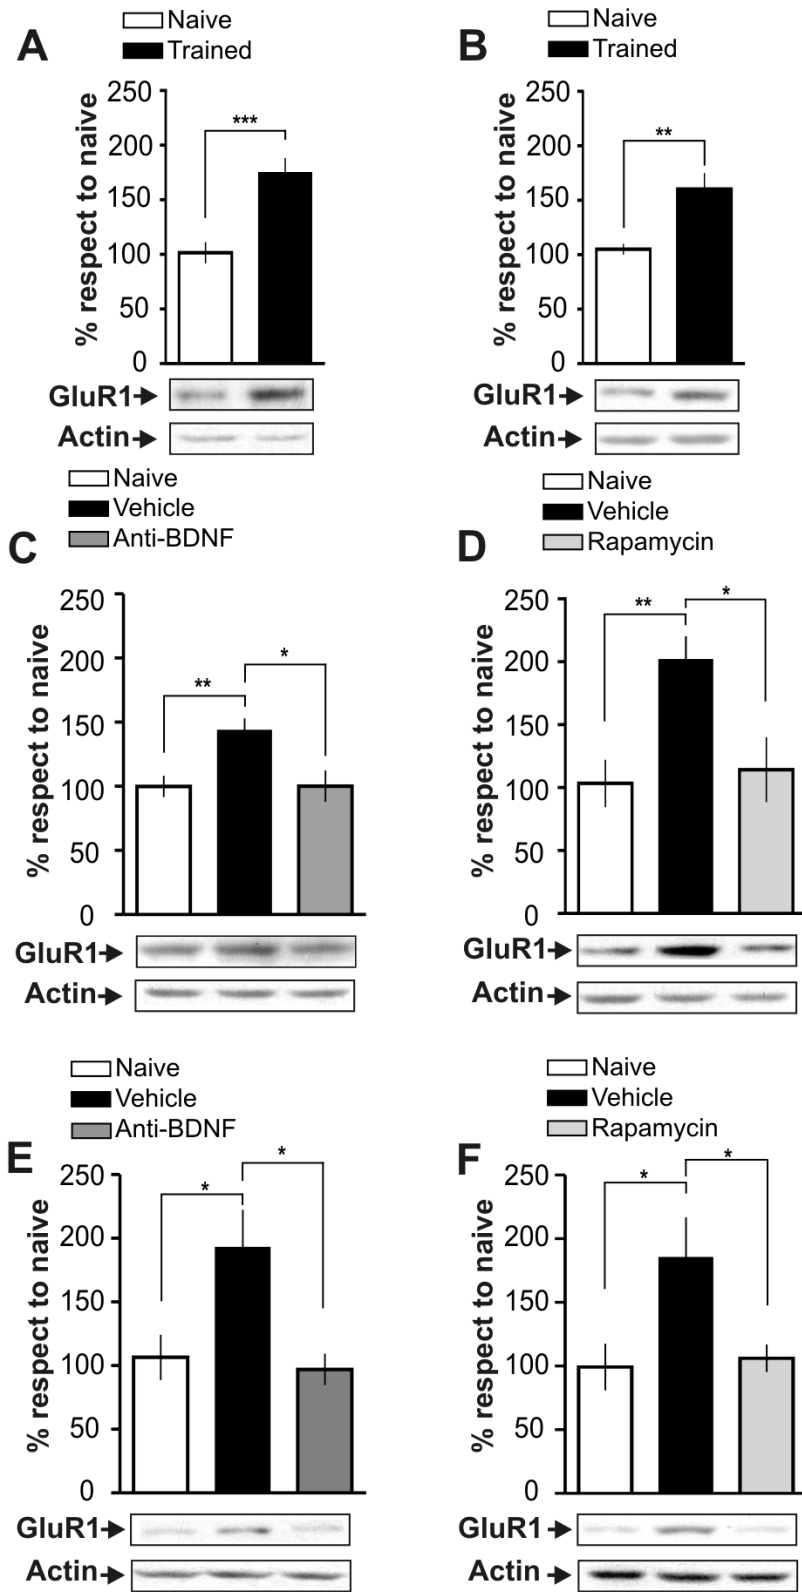 A
Naive
Trained
% respect to naive
250
200
150
100
50
0
***
GluR1
Actin
B
Naive
Trained
% respect to naive
250
200
150
100
50
0
**
GluR1
Actin
C
Naive
Vehicle
Anti-BDNF
% respect to naive
250
200
150
100
50
0
**
*
GluR1
Actin
D
Naive
Vehicle
Rapamycin
% respect to naive
250
200
150
100
50
0
**
*
GluR1
Actin
E
Naive
Vehicle
Anti-BDNF
% respect to naive
250
200
150
100
50
0
*
*
GluR1
Actin
F
Naive
Vehicle
Rapamycin
% respect to naive
250
200
150
100
50
0
*
*
GluR1
Actin